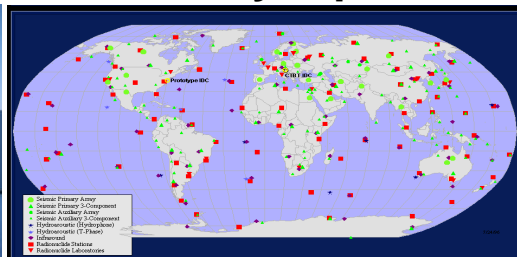 Prototype IDC
CTBT IDC
Seismic Primary Array
Seismic Primary 3-Component
Seismic Auxiliary Array
Seismic Auxiliary 3-Component
Hydroacoustic (Hydrophone)
Hydroacoustic (T-Phase)
Infrasound
Radionuclide Stations
Radionuclide Laboratories